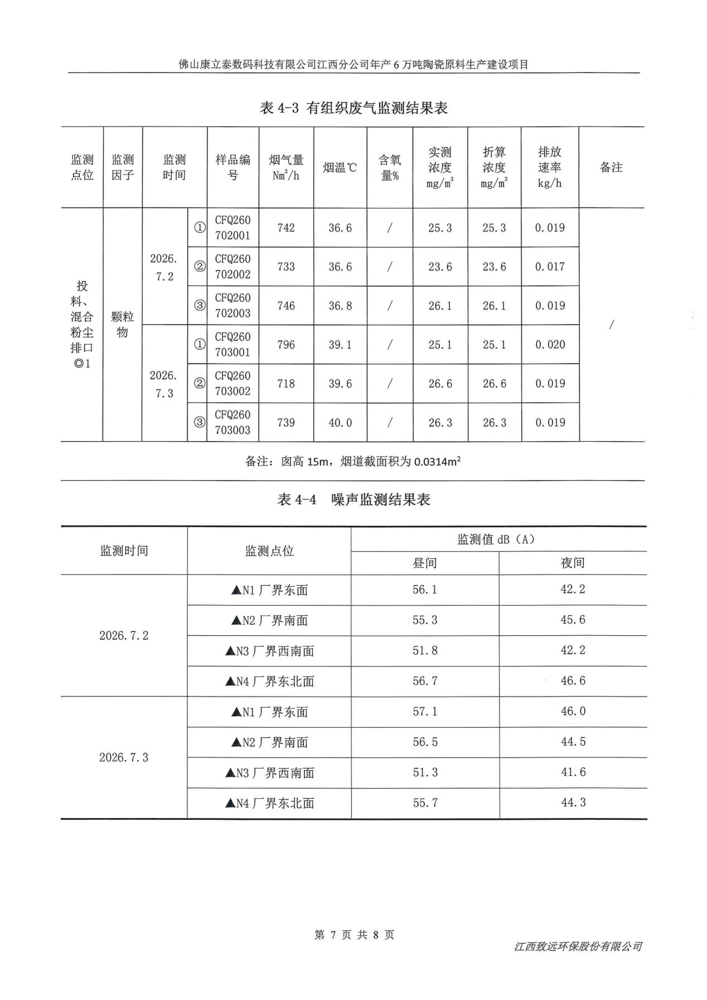 佛山康立泰数码科技有限公司江西分公司年产 6 万吨陶瓷原料生产建设项目
表 4-3 有组织废气监测结果表
监测点位 监测因子 监测时间 样品编号 烟气量 Nm³/h 烟温℃ 含氧量% 实测浓度 mg/m³ 折算浓度 mg/m³ 排放速率 kg/h 备注
投料、混合粉尘排口◎1 颗粒物 2026.7.2 ① CFQ260702001 742 36.6 / 25.3 25.3 0.019 /
② CFQ260702002 733 36.6 / 23.6 23.6 0.017
③ CFQ260702003 746 36.8 / 26.1 26.1 0.019
2026.7.3 ① CFQ260703001 796 39.1 / 25.1 25.1 0.020
② CFQ260703002 718 39.6 / 26.6 26.6 0.019
③ CFQ260703003 739 40.0 / 26.3 26.3 0.019
备注：囱高 15m，烟道截面积为 0.0314m²
表 4-4 噪声监测结果表
监测时间 监测点位 监测值 dB（A）
昼间 夜间
2026.7.2 ▲N1 厂界东面 56.1 42.2
▲N2 厂界南面 55.3 45.6
▲N3 厂界西南面 51.8 42.2
▲N4 厂界东北面 56.7 46.6
2026.7.3 ▲N1 厂界东面 57.1 46.0
▲N2 厂界南面 56.5 44.5
▲N3 厂界西南面 51.3 41.6
▲N4 厂界东北面 55.7 44.3
第 7 页 共 8 页
江西致远环保股份有限公司